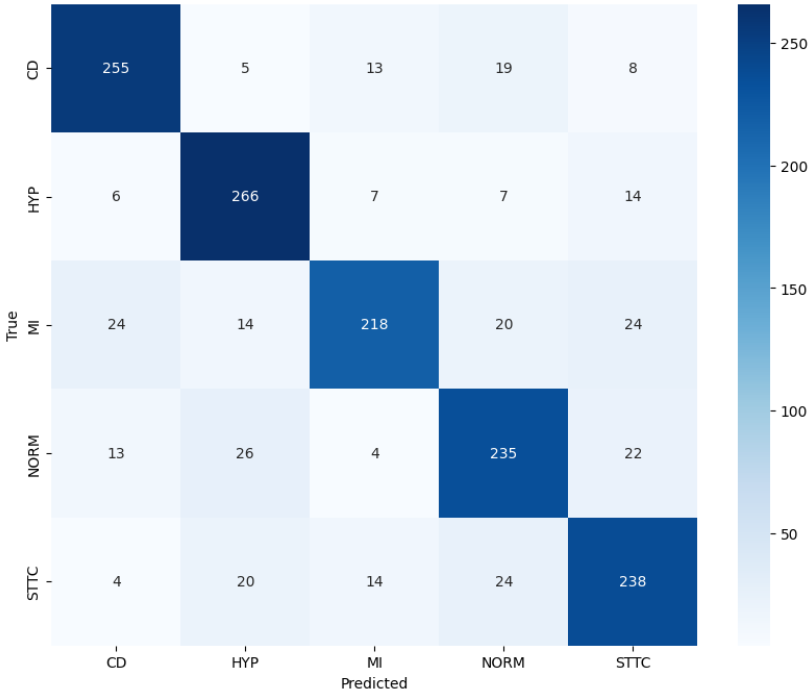 CD 255 5 13 19 8
HYP 6 266 7 7 14
MI 24 14 218 20 24
NORM 13 26 4 235 22
STTC 4 20 14 24 238
CD HYP MI NORM STTC
Predicted
True
250
200
150
100
50